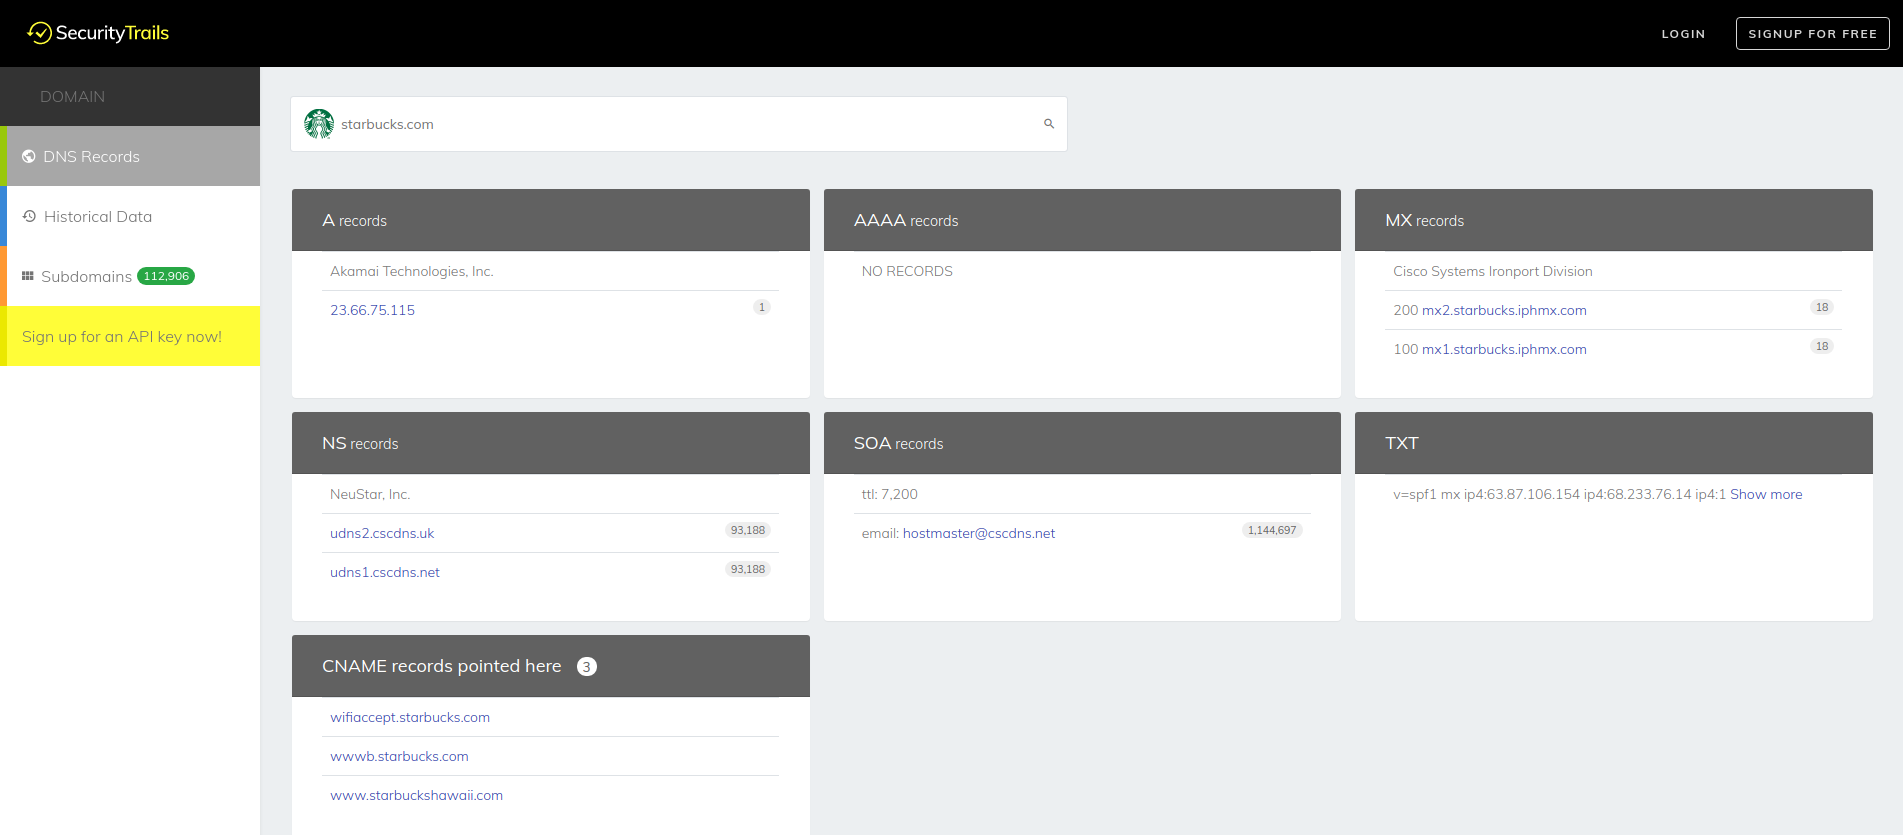 SecurityTrails
LOGIN
SIGNUP FOR FREE
DOMAIN
DNS Records
Historical Data
Subdomains 112,906
Sign up for an API key now!
starbucks.com
A records
Akamai Technologies, Inc.
23.66.75.115 1
AAAA records
NO RECORDS
MX records
Cisco Systems Ironport Division
200 mx2.starbucks.iphmx.com 18
100 mx1.starbucks.iphmx.com 18
NS records
NeuStar, Inc.
udns2.cscdns.uk 93,188
udns1.cscdns.net 93,188
SOA records
ttl: 7,200
email: hostmaster@cscdns.net 1,144,697
TXT
v=spf1 mx ip4:63.87.106.154 ip4:68.233.76.14 ip4:1 Show more
CNAME records pointed here 3
wifiaccept.starbucks.com
wwwb.starbucks.com
www.starbuckshawaii.com